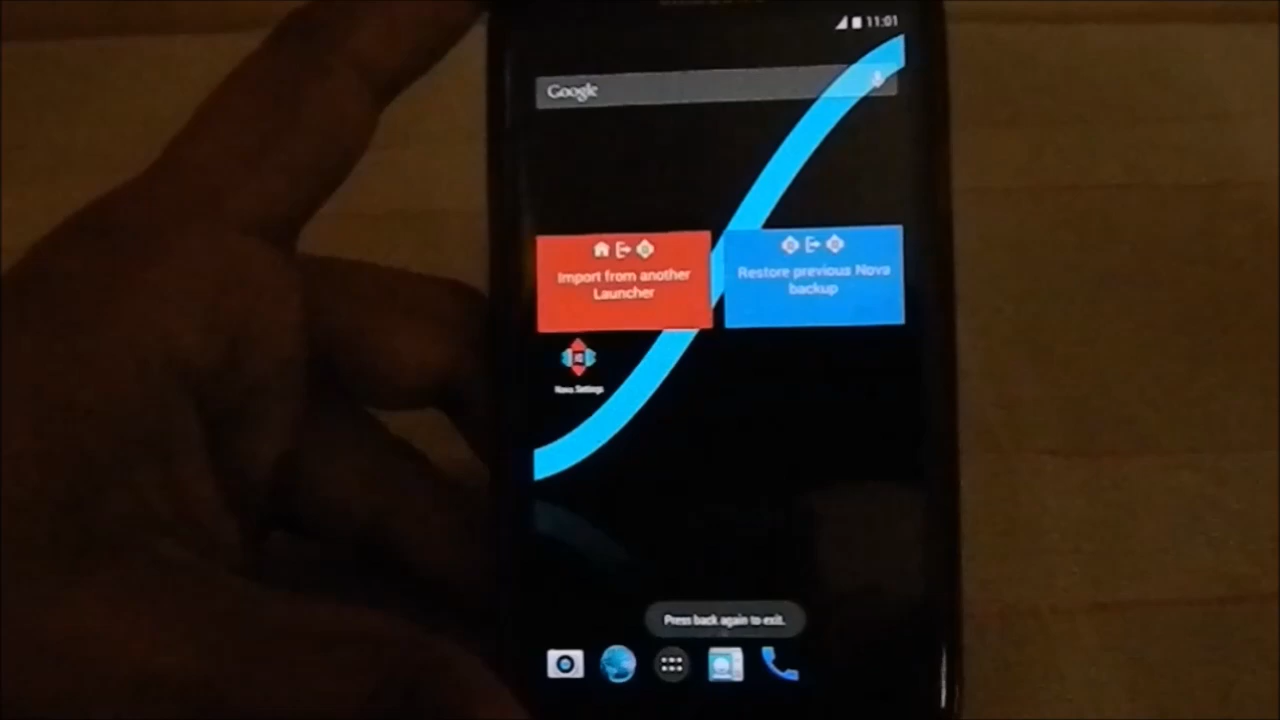 11:01
Google
Import from another
Launcher
Restore previous Nova
backup
Nova Settings
Press back again to exit.